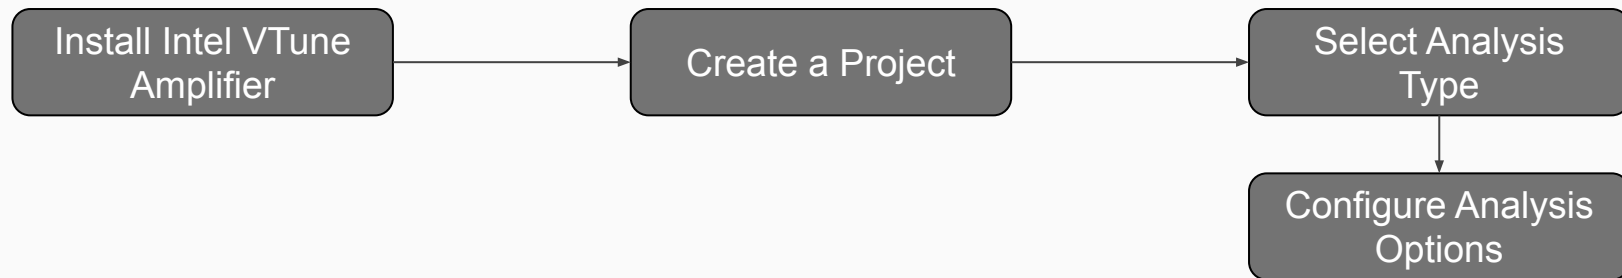 Install Intel VTune
Amplifier
Create a Project
Select Analysis
Type
Configure Analysis
Options